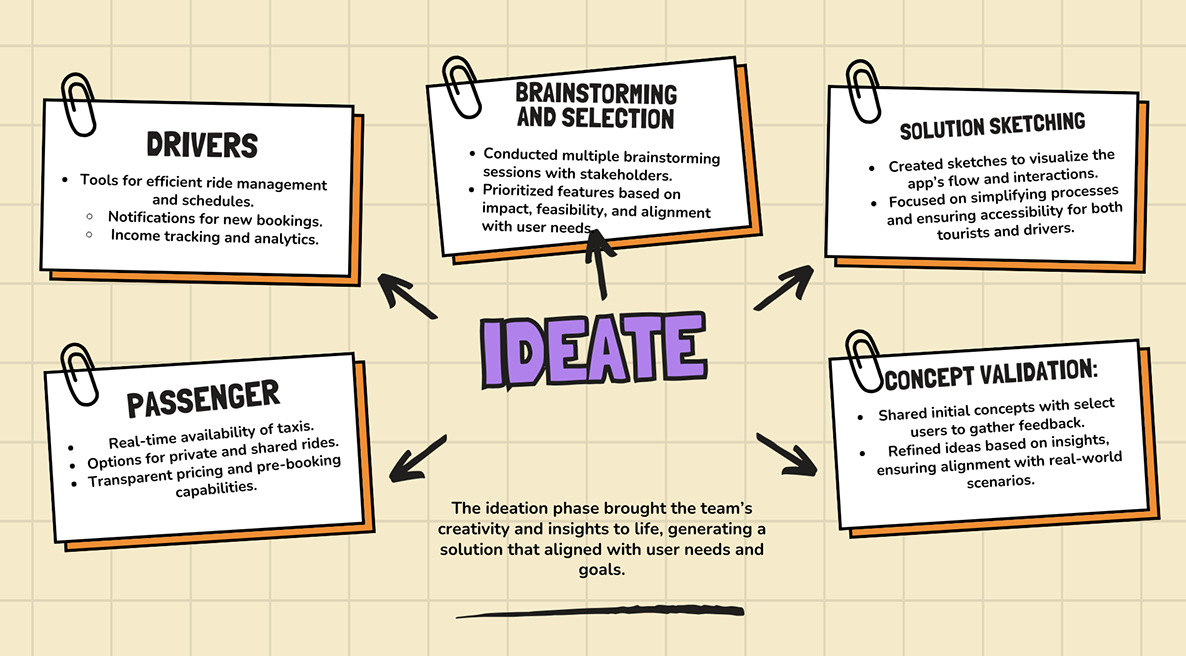 DRIVERS
• Tools for efficient ride management
and schedules.
○ Notifications for new bookings.
○ Income tracking and analytics.
BRAINSTORMING
AND SELECTION
• Conducted multiple brainstorming
sessions with stakeholders.
• Prioritized features based on
impact, feasibility, and alignment
with user needs.
SOLUTION SKETCHING
• Created sketches to visualize the
app’s flow and interactions.
• Focused on simplifying processes
and ensuring accessibility for both
tourists and drivers.
IDEATE
PASSENGER
• Real-time availability of taxis.
• Options for private and shared rides.
• Transparent pricing and pre-booking
capabilities.
CONCEPT VALIDATION:
• Shared initial concepts with select
users to gather feedback.
• Refined ideas based on insights,
ensuring alignment with real-world
scenarios.
The ideation phase brought the team’s
creativity and insights to life, generating a
solution that aligned with user needs and
goals.